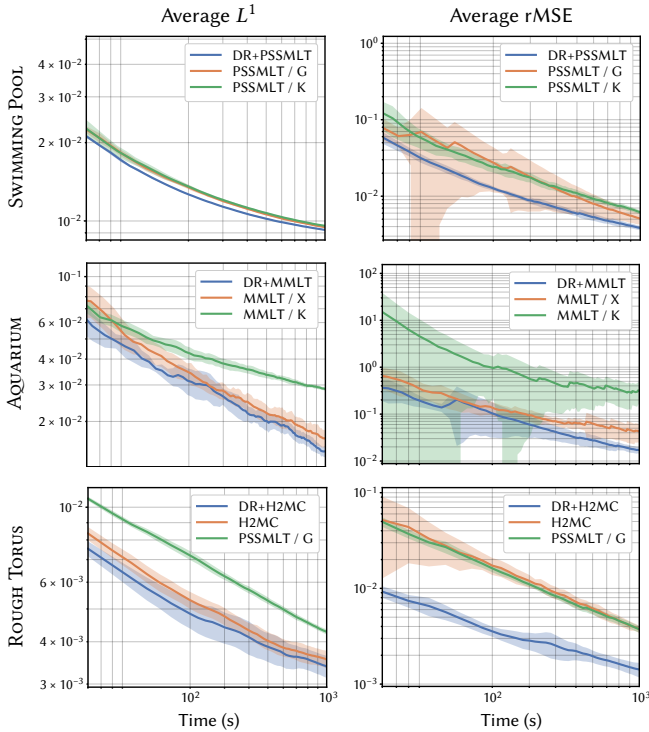 Average L¹
Average rMSE
SWIMMING POOL
4 × 10⁻²
2 × 10⁻²
10⁻²
DR+PSSMLT
PSSMLT / G
PSSMLT / K
10⁰
10⁻¹
10⁻²
DR+PSSMLT
PSSMLT / G
PSSMLT / K
AQUARIUM
10⁻¹
6 × 10⁻²
4 × 10⁻²
3 × 10⁻²
2 × 10⁻²
DR+MMLT
MMLT / X
MMLT / K
10²
10¹
10⁰
10⁻¹
10⁻²
DR+MMLT
MMLT / X
MMLT / K
ROUGH TORUS
10⁻²
6 × 10⁻³
4 × 10⁻³
3 × 10⁻³
DR+H2MC
H2MC
PSSMLT / G
10²
10³
Time (s)
10⁻¹
10⁻²
10⁻³
DR+H2MC
H2MC
PSSMLT / G
10²
10³
Time (s)